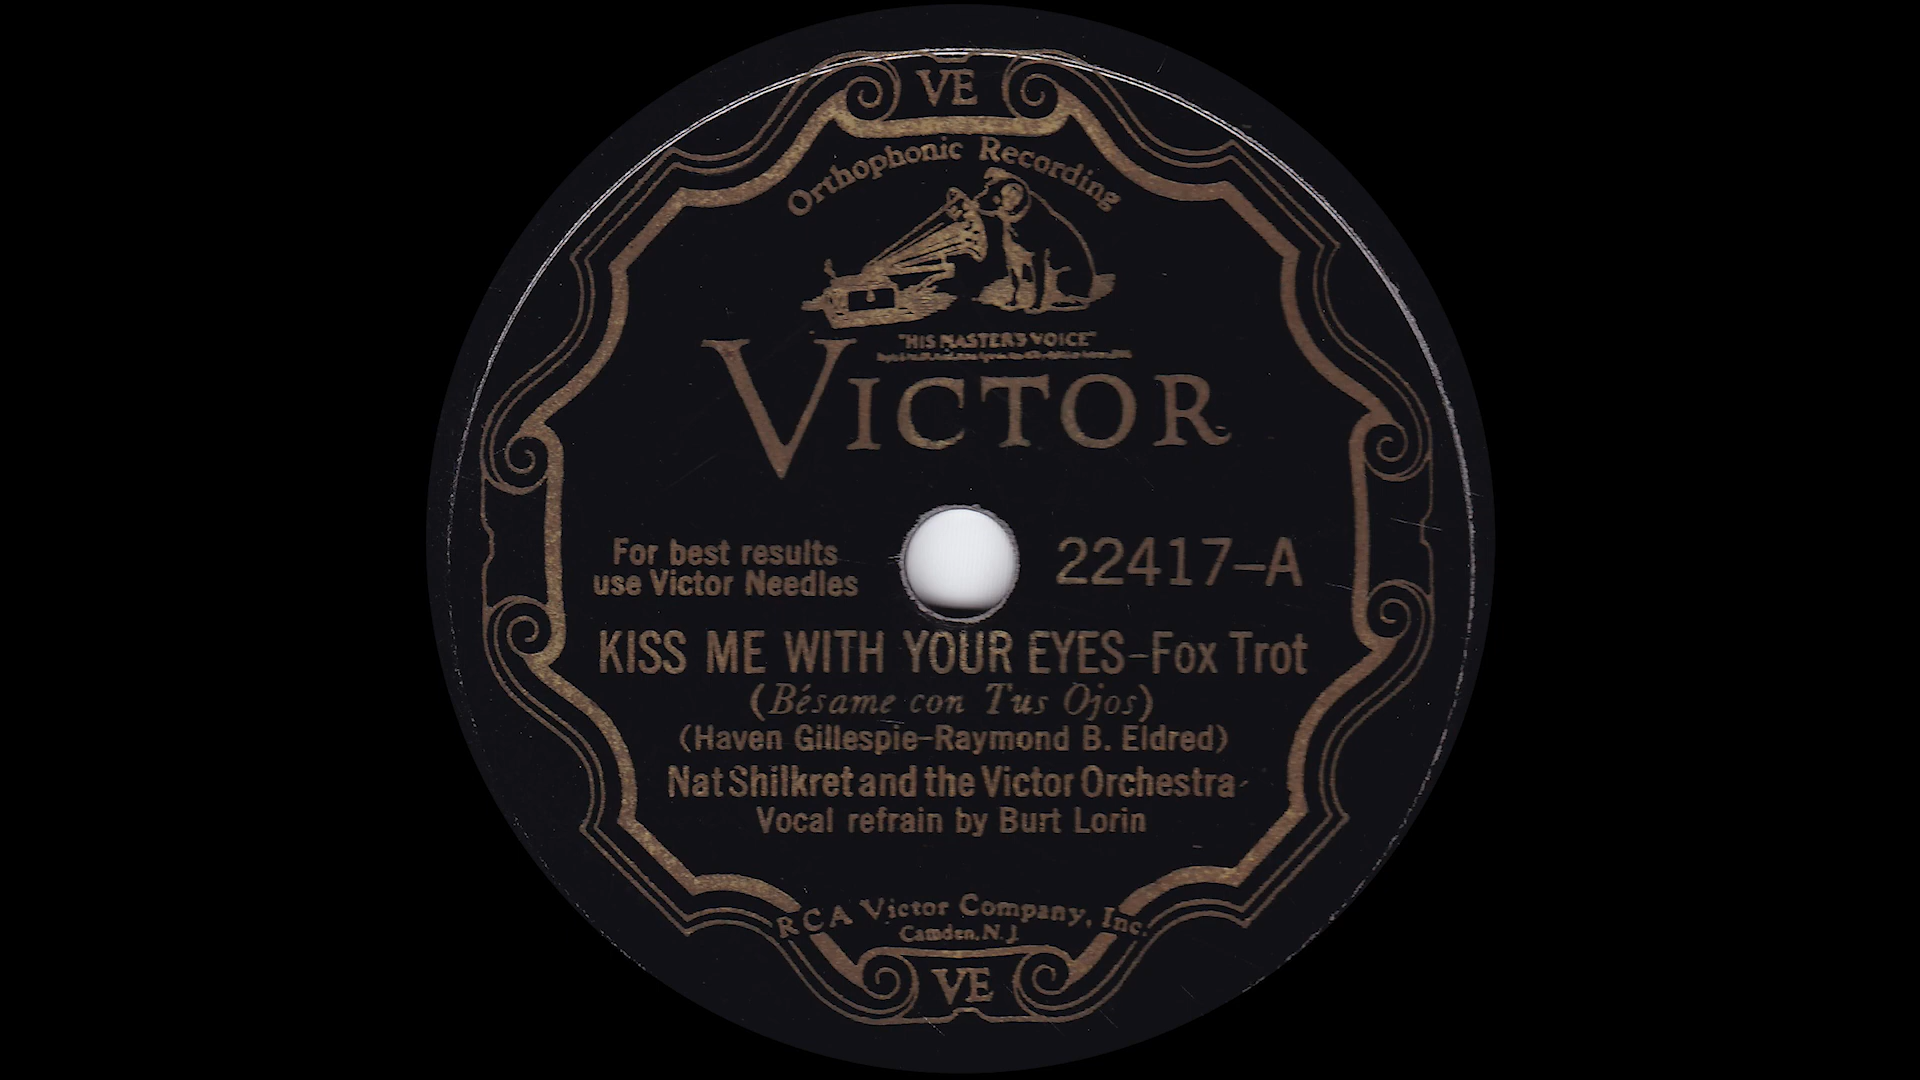 VE
Orthophonic Recording
"HIS MASTER'S VOICE"
VICTOR
For best results
use Victor Needles
22417-A
KISS ME WITH YOUR EYES-Fox Trot
(Bésame con Tus Ojos)
(Haven Gillespie-Raymond B. Eldred)
Nat Shilkret and the Victor Orchestra
Vocal refrain by Burt Lorin
RCA Victor Company, Inc.
Camden, N.J.
VE